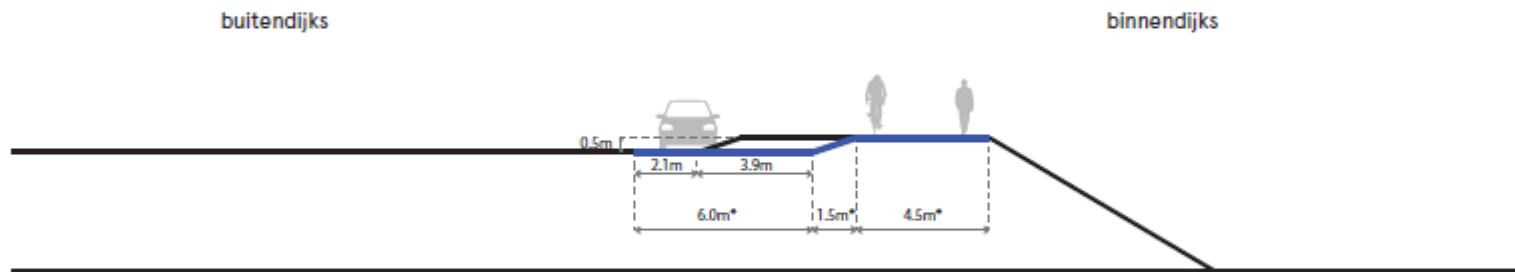 buitendijks
binnendijks
0.5m
2.1m
3.9m
6.0m*
1.5m*
4.5m*